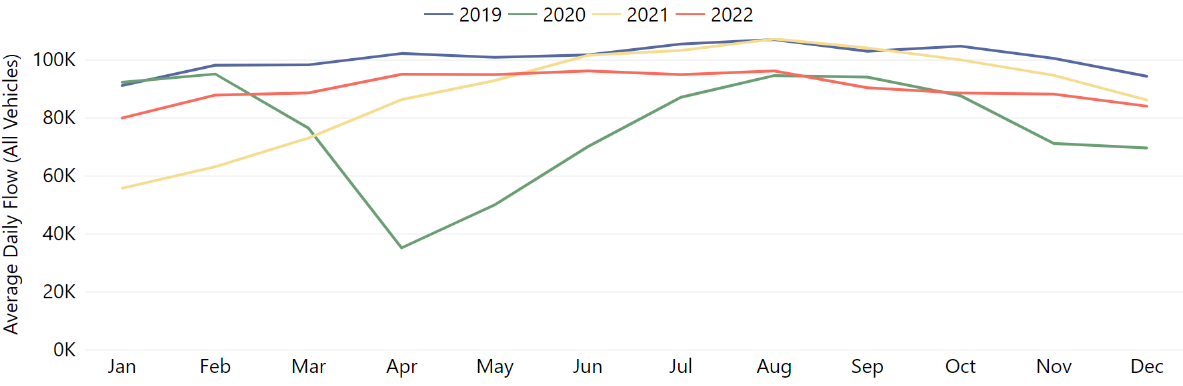 2019 2020 2021 2022
Average Daily Flow (All Vehicles)
100K
80K
60K
40K
20K
0K
Jan Feb Mar Apr May Jun Jul Aug Sep Oct Nov Dec